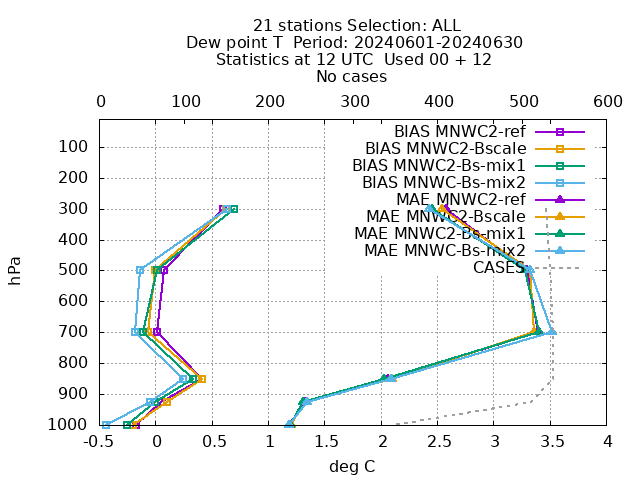 21 stations Selection: ALL
Dew point T  Period: 20240601-20240630
Statistics at 12 UTC  Used 00 + 12
No cases
0 100 200 300 400 500 600
BIAS MNWC2-ref
BIAS MNWC2-Bscale
BIAS MNWC2-Bs-mix1
BIAS MNWC-Bs-mix2
MAE MNWC2-ref
MAE MNWC2-Bscale
MAE MNWC2-Bs-mix1
MAE MNWC-Bs-mix2
CASES
100
200
300
400
500
600
700
800
900
1000
hPa
-0.5 0 0.5 1 1.5 2 2.5 3 3.5 4
deg C